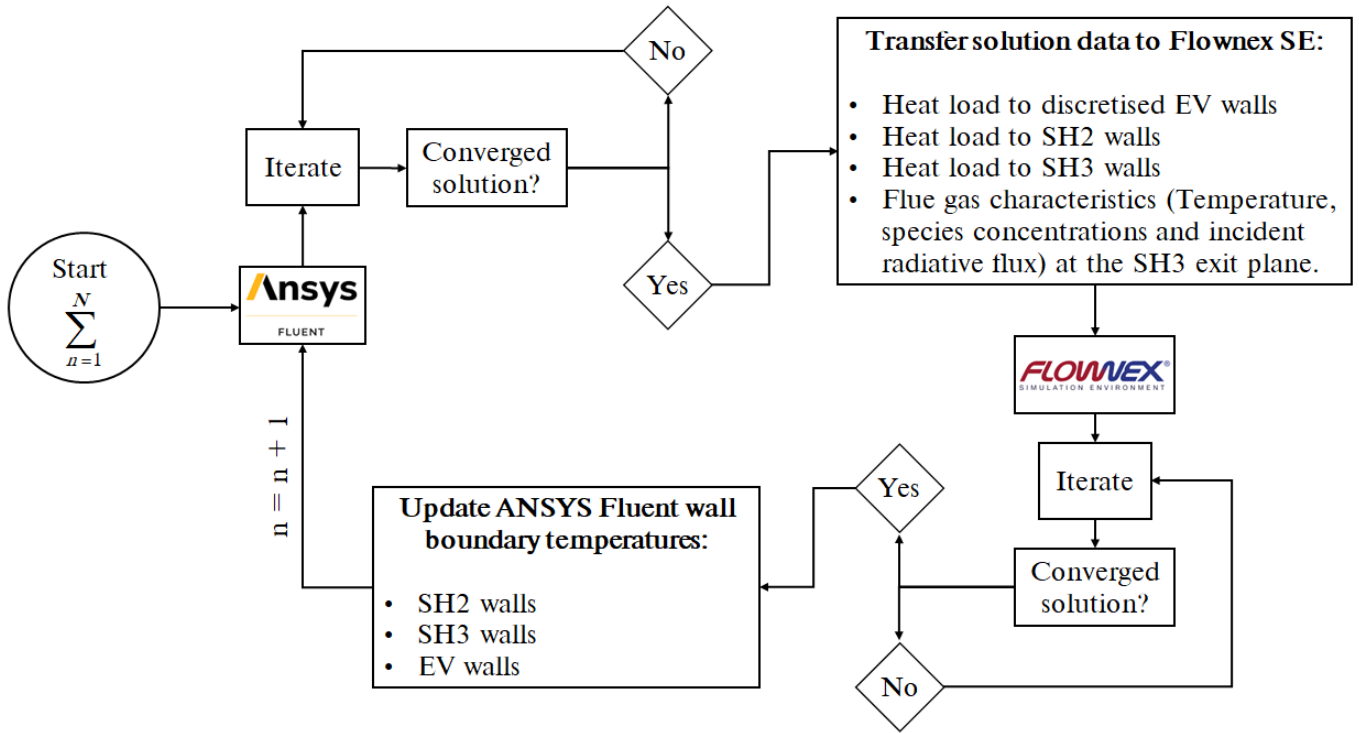 No
Transfer solution data to Flownex SE:
• Heat load to discretised EV walls
• Heat load to SH2 walls
• Heat load to SH3 walls
• Flue gas characteristics (Temperature,
species concentrations and incident
radiative flux) at the SH3 exit plane.
Iterate
Converged
solution?
Yes
Start
N
∑
n=1
Ansys
FLUENT
FLOWNEX®
SIMULATION ENVIRONMENT
Iterate
Converged
solution?
Yes
No
Update ANSYS Fluent wall
boundary temperatures:
• SH2 walls
• SH3 walls
• EV walls
n = n + 1